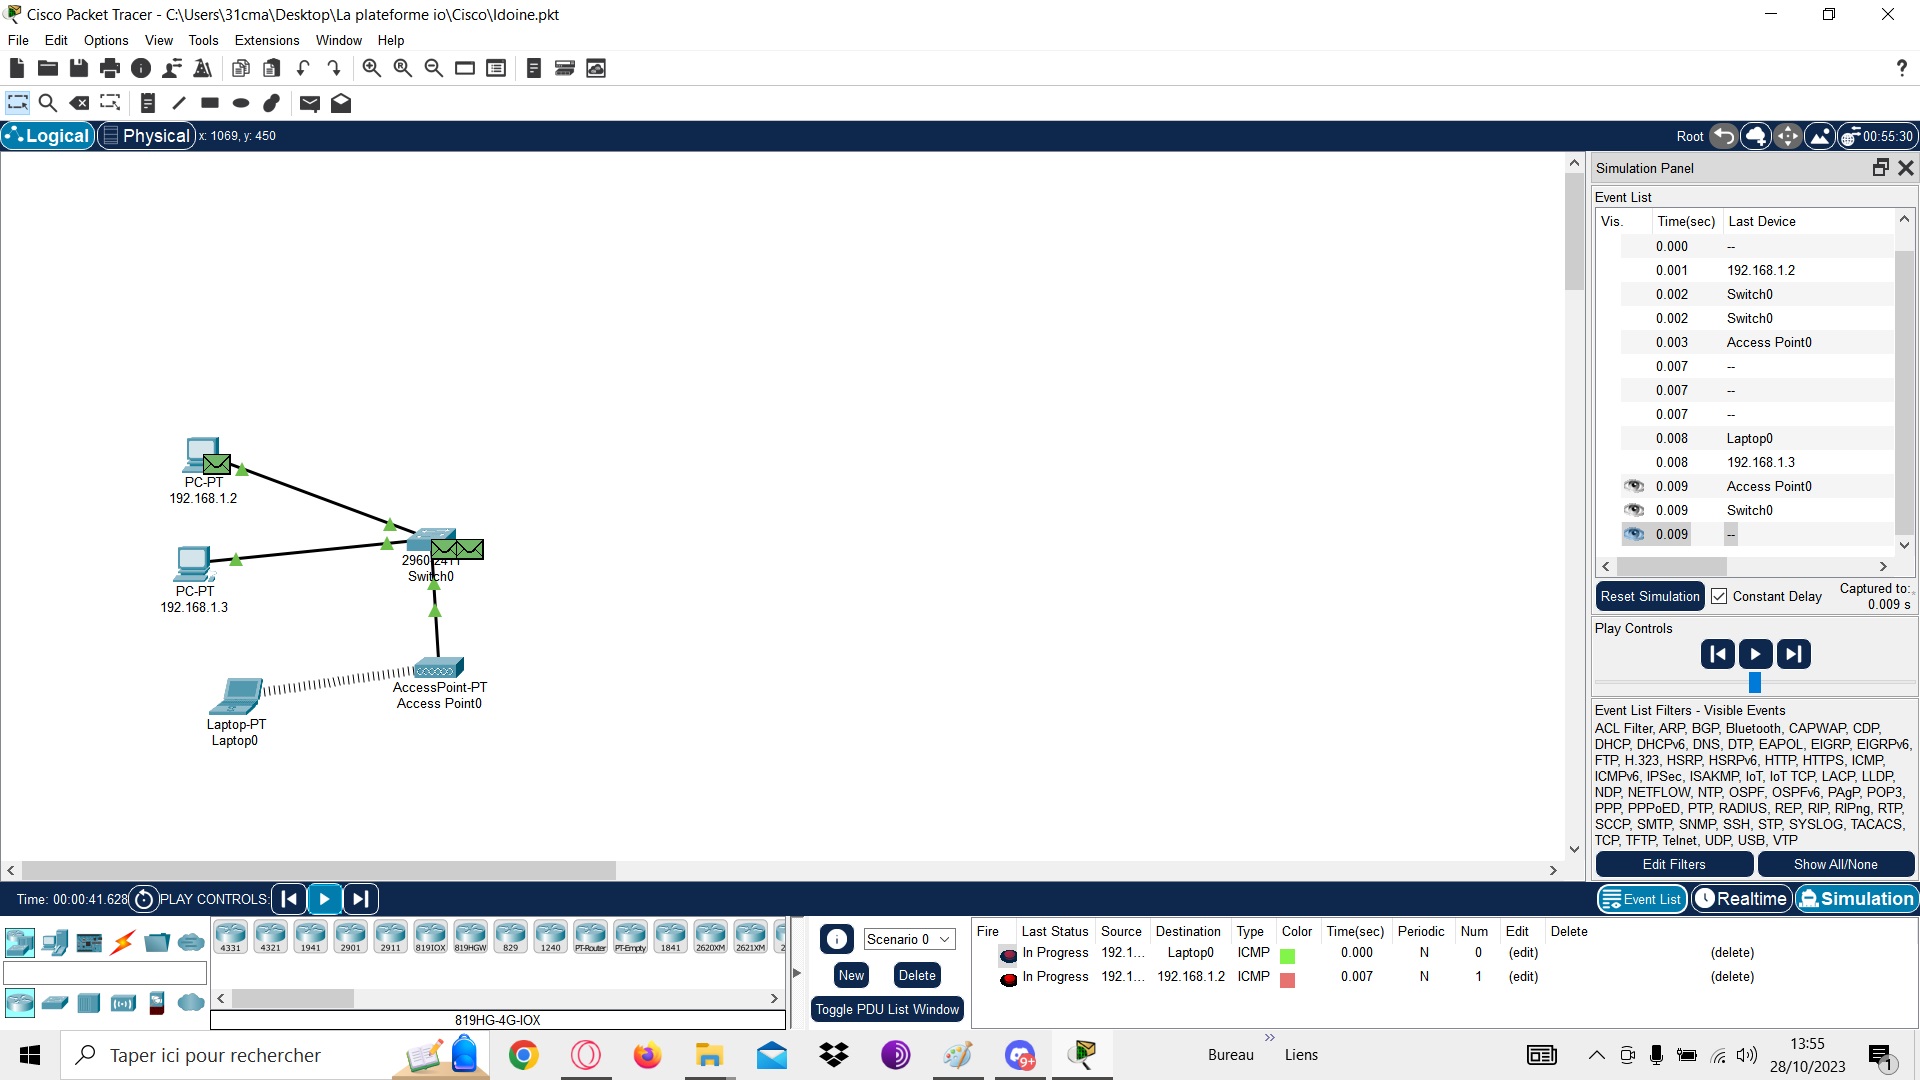 Cisco Packet Tracer - C:\Users\31cma\Desktop\La plateforme io\Cisco\Idoine.pkt
File Edit Options View Tools Extensions Window Help
?
Logical Physical x: 1069, y: 450
Root 00:55:30
Simulation Panel
Event List
Vis. Time(sec) Last Device
0.000 --
0.001 192.168.1.2
0.002 Switch0
0.002 Switch0
0.003 Access Point0
0.007 --
0.007 --
0.007 --
0.008 Laptop0
0.008 192.168.1.3
0.009 Access Point0
0.009 Switch0
0.009 --
Reset Simulation Constant Delay Captured to:
0.009 s
Play Controls
Event List Filters - Visible Events
ACL Filter, ARP, BGP, Bluetooth, CAPWAP, CDP,
DHCP, DHCPv6, DNS, DTP, EAPOL, EIGRP, EIGRPv6,
FTP, H.323, HSRP, HSRPv6, HTTP, HTTPS, ICMP,
ICMPv6, IPSec, ISAKMP, IoT, IoT TCP, LACP, LLDP,
NDP, NETFLOW, NTP, OSPF, OSPFv6, PAgP, POP3,
PPP, PPPoED, PTP, RADIUS, REP, RIP, RIPng, RTP,
SCCP, SMTP, SNMP, SSH, STP, SYSLOG, TACACS,
TCP, TFTP, Telnet, UDP, USB, VTP
Edit Filters Show All/None
PC-PT
192.168.1.2
PC-PT
192.168.1.3
2960-24TT
Switch0
AccessPoint-PT
Access Point0
Laptop-PT
Laptop0
Time: 00:00:41.628 PLAY CONTROLS:
Event List Realtime Simulation
4331 4321 1941 2901 2911 819IOX 819HGW 829 1240 PT-Router PT-Empty 1841 2620XM 2621XM 2
819HG-4G-IOX
Scenario 0
New Delete
Toggle PDU List Window
Fire Last Status Source Destination Type Color Time(sec) Periodic Num Edit Delete
In Progress 192.1... Laptop0 ICMP 0.000 N 0 (edit) (delete)
In Progress 192.1... 192.168.1.2 ICMP 0.007 N 1 (edit) (delete)
Taper ici pour rechercher
9+
Bureau
Liens
13:55
28/10/2023
1